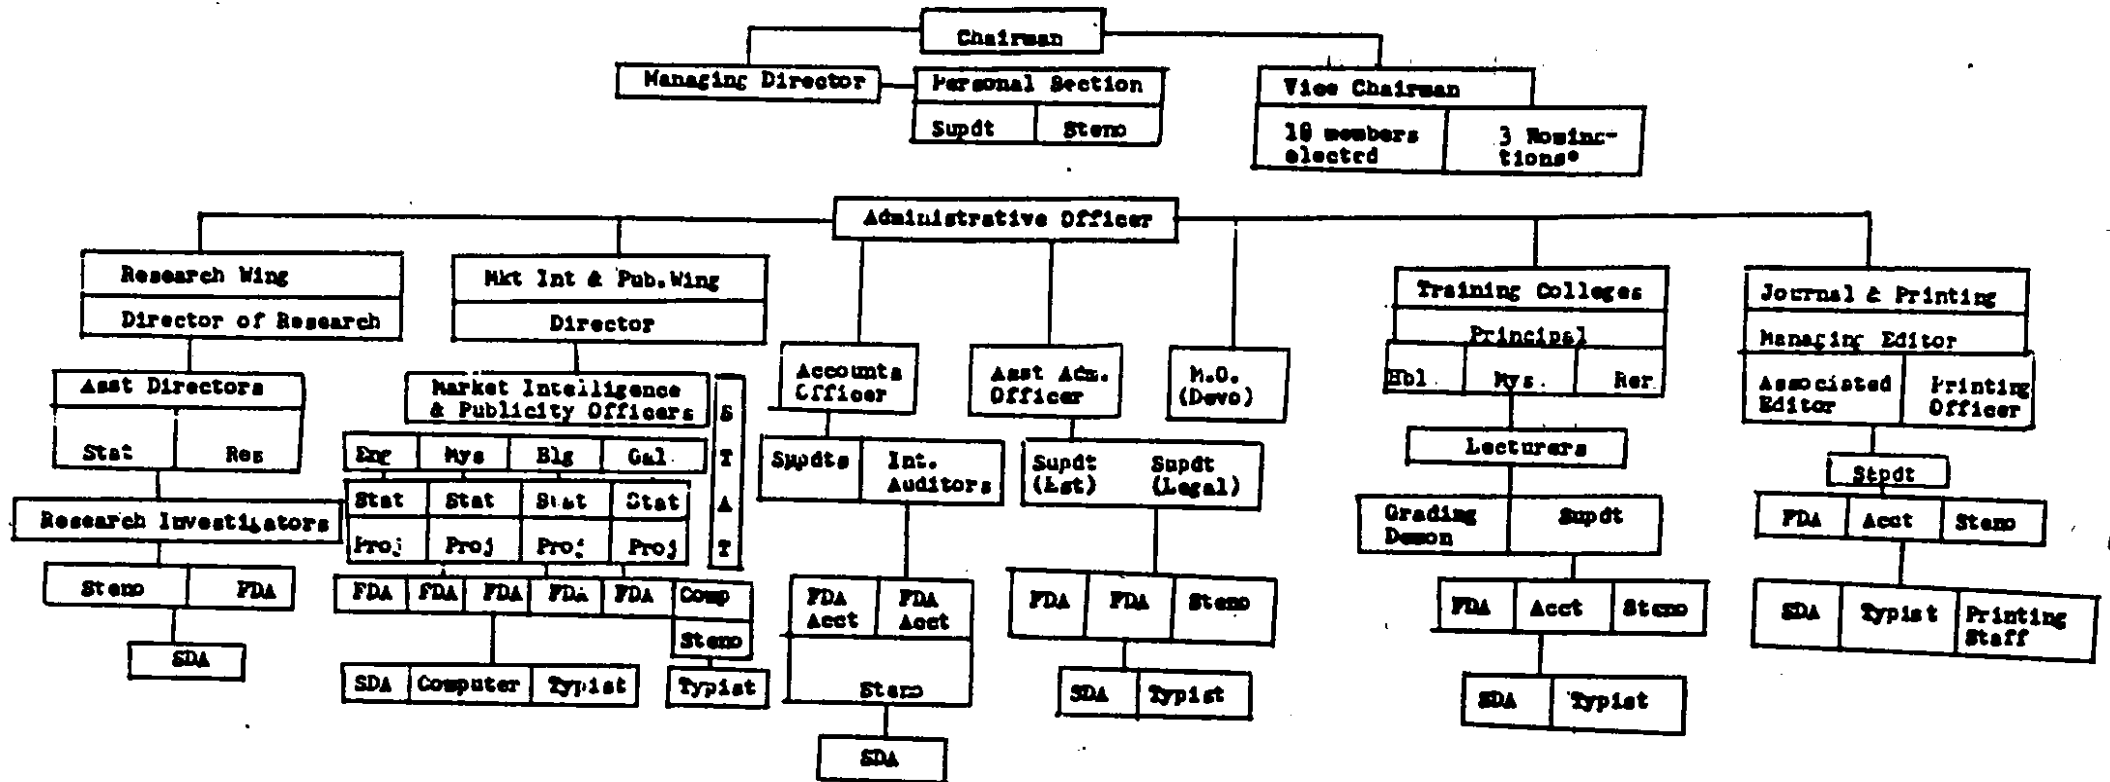 Chairman
Managing Director
Personal Section
Supdt Steno
Vice Chairman
10 members
elected
3 Nominc-
tions*
Administrative Officer
Research Wing
Director of Research
Asst Directors
Stat Res
Research Investigators
Steno FDA
SDA
Mkt Int & Pub.Wing
Director
Market Intelligence
& Publicity Officers
S
T
A
T
Eng Mys Blg Gal
Stat Stat Stat Stat
Proj Proj Proj Proj
FDA FDA FDA FDA FDA Comp
Steno
SDA Computer Typist
Typist
Accounts
Officer
Supdts
Int.
Auditors
FDA
Acct
FDA
Acct
Steno
SDA
Asst Adm.
Officer
Supdt
(Est)
Supdt
(Legal)
FDA FDA Steno
SDA Typist
M.O.
(Devo)
Training Colleges
Principal
Hbl Mys. Rer
Lecturers
Grading
Demon
Supdt
FDA Acct Steno
SDA Typist
Journal & Printing
Managing Editor
Associated
Editor
Printing
Officer
Stpdt
FDA Acct Steno
SDA Typist Printing
Staff